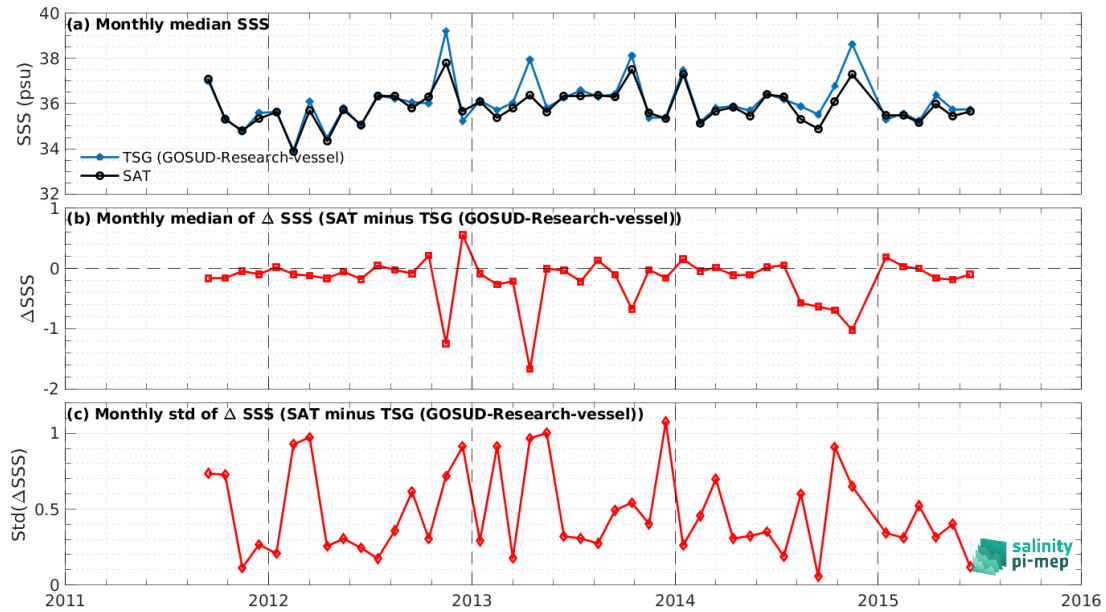 (a) Monthly median SSS
40
38
36
34
32
SSS (psu)
TSG (GOSUD-Research-vessel)
SAT
(b) Monthly median of Δ SSS (SAT minus TSG (GOSUD-Research-vessel))
1
0
-1
-2
ΔSSS
(c) Monthly std of Δ SSS (SAT minus TSG (GOSUD-Research-vessel))
1
0.5
0
Std(ΔSSS)
salinity
pi-mep
2011 2012 2013 2014 2015 2016